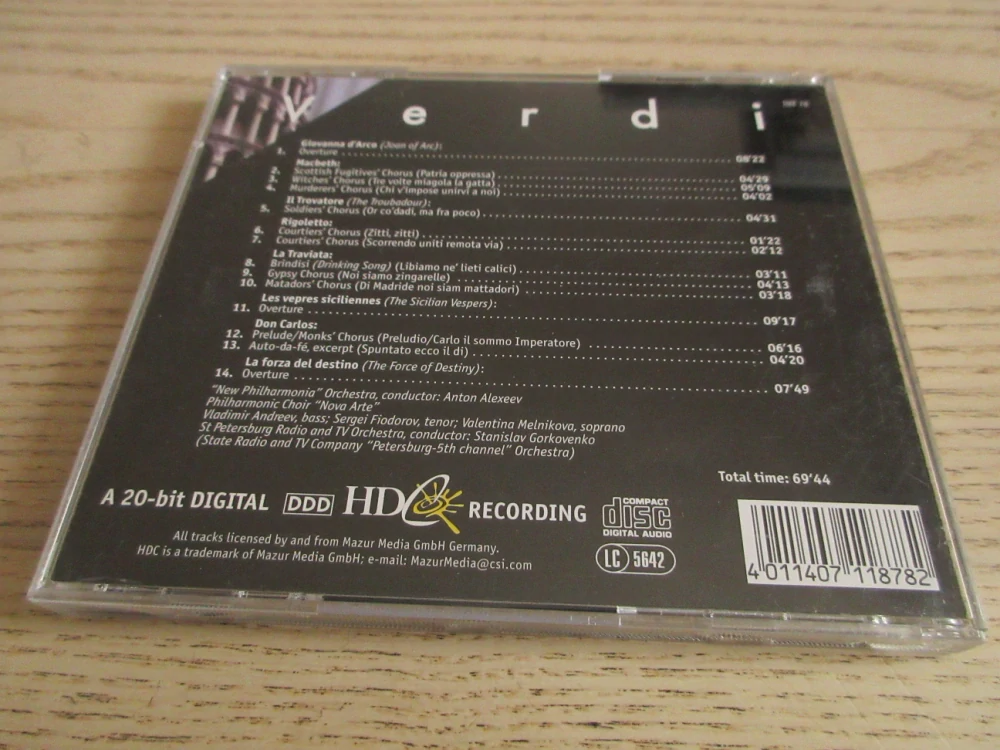 Verdi
Giovanna d'Arco (Joan of Arc):
1. Overture 08'22
Macbeth:
2. Scottish Fugitives' Chorus (Patria oppressa) 04'29
3. Witches' Chorus (Tre volte miagola la gatta) 05'09
4. Murderers' Chorus (Chi v'impose unirvi a noi) 04'02
Il Trovatore (The Troubadour):
5. Soldiers' Chorus (Or co'dadi, ma fra poco) 04'31
Rigoletto:
6. Courtiers' Chorus (Zitti, zitti) 01'22
7. Courtiers' Chorus (Scorrendo uniti remota via) 02'12
La Traviata:
8. Brindisi (Drinking Song) (Libiamo ne' lieti calici) 03'11
9. Gypsy Chorus (Noi siamo zingarelle) 04'13
10. Matadors' Chorus (Di Madride noi siam mattadori) 03'18
Les vepres siciliennes (The Sicilian Vespers):
11. Overture 09'17
Don Carlos:
12. Prelude/Monks' Chorus (Preludio/Carlo il sommo Imperatore) 06'16
13. Auto-da-fé, excerpt (Spuntato ecco il di) 04'20
La forza del destino (The Force of Destiny):
14. Overture 07'49
"New Philharmonia" Orchestra, conductor: Anton Alexeev
Philharmonic Choir "Nova Arte"
Vladimir Andreev, bass; Sergei Fiodorov, tenor; Valentina Melnikova, soprano
St Petersburg Radio and TV Orchestra, conductor: Stanislav Gorkovenko
(State Radio and TV Company "Petersburg-5th channel" Orchestra)
Total time: 69'44
A 20-bit DIGITAL DDD HDC RECORDING
COMPACT
disc
DIGITAL AUDIO
All tracks licensed by and from Mazur Media GmbH Germany.
HDC is a trademark of Mazur Media GmbH; e-mail: MazurMedia@csi.com
LC 5642
4 011407 118782